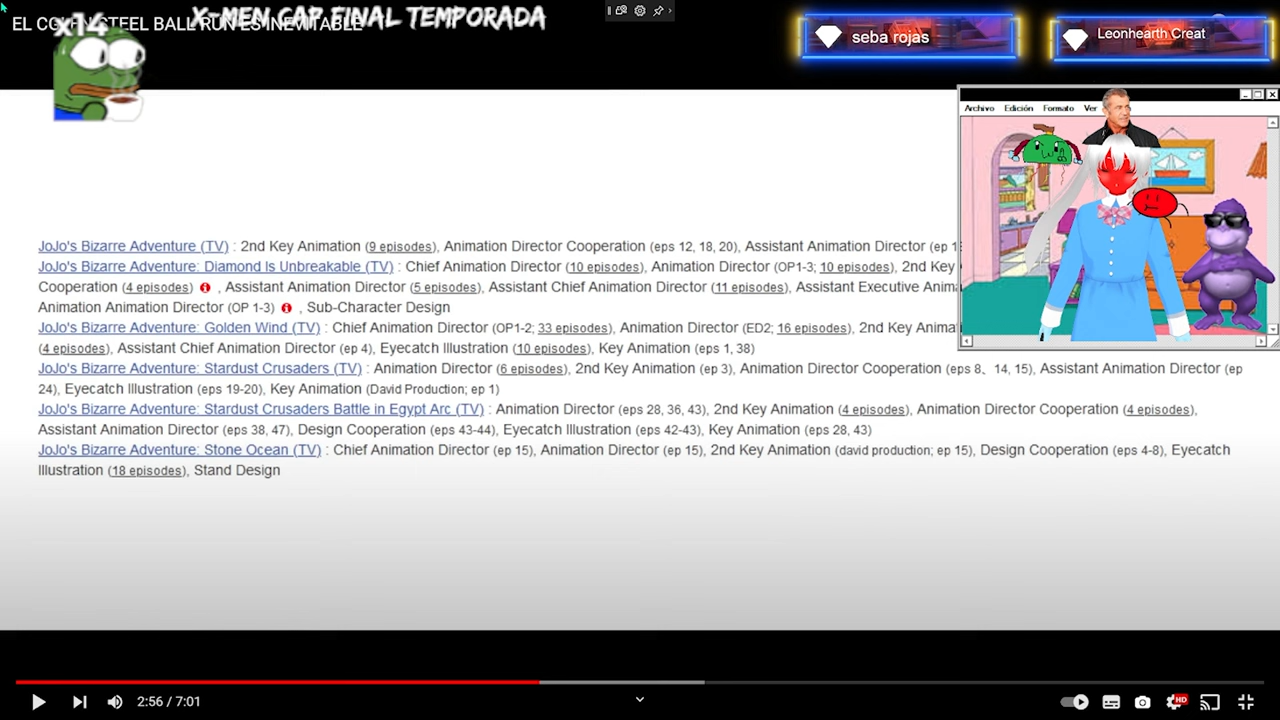 X-MEN CAP FINAL TEMPORADA
STEEL BALL RUN ES INEVITABLE
x14
seba rojas
Leonhearth Creat
Archivo Edición Formato Ver
JoJo's Bizarre Adventure (TV) : 2nd Key Animation (9 episodes), Animation Director Cooperation (eps 12, 18, 20), Assistant Animation Director (ep
JoJo's Bizarre Adventure: Diamond Is Unbreakable (TV) : Chief Animation Director (10 episodes), Animation Director (OP1-3; 10 episodes), 2nd Key
Cooperation (4 episodes) , Assistant Animation Director (5 episodes), Assistant Chief Animation Director (11 episodes), Assistant Executive
Animation Animation Director (OP 1-3) , Sub-Character Design
JoJo's Bizarre Adventure: Golden Wind (TV) : Chief Animation Director (OP1-2; 33 episodes), Animation Director (ED2; 16 episodes), 2nd Key
(4 episodes), Assistant Chief Animation Director (ep 4), Eyecatch Illustration (10 episodes), Key Animation (eps 1, 38)
JoJo's Bizarre Adventure: Stardust Crusaders (TV) : Animation Director (6 episodes), 2nd Key Animation (ep 3), Animation Director Cooperation (eps 8、14, 15), Assistant Animation Director (ep
24), Eyecatch Illustration (eps 19-20), Key Animation (David Production; ep 1)
JoJo's Bizarre Adventure: Stardust Crusaders Battle in Egypt Arc (TV) : Animation Director (eps 28, 36, 43), 2nd Key Animation (4 episodes), Animation Director Cooperation (4 episodes),
Assistant Animation Director (eps 38, 47), Design Cooperation (eps 43-44), Eyecatch Illustration (eps 42-43), Key Animation (eps 28, 43)
JoJo's Bizarre Adventure: Stone Ocean (TV) : Chief Animation Director (ep 15), Animation Director (ep 15), 2nd Key Animation (david production; ep 15), Design Cooperation (eps 4-8), Eyecatch
Illustration (18 episodes), Stand Design
2:56 / 7:01
HD